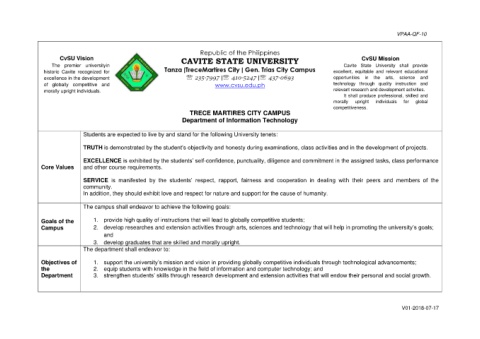 VPAA-QF-10
CvSU Vision
The premier university in
historic Cavite recognized for
excellence in the development
of globally competitive and
morally upright individuals.
Republic of the Philippines
CAVITE STATE UNIVERSITY
Tanza |TreceMartires City | Gen. Trias City Campus
☏ 235-7997 |☏ 410-5247 |☏ 437-0693
www.cvsu.edu.ph
CvSU Mission
Cavite State University shall provide
excellent, equitable and relevant educational
opportunities in the arts, science and
technology through quality instruction and
relevant research and development activities.
It shall produce professional, skilled and
morally upright individuals for global
competitiveness.
TRECE MARTIRES CITY CAMPUS
Department of Information Technology
Core Values
Students are expected to live by and stand for the following University tenets:
TRUTH is demonstrated by the student's objectivity and honesty during examinations, class activities and in the development of projects.
EXCELLENCE is exhibited by the students' self-confidence, punctuality, diligence and commitment in the assigned tasks, class performance
and other course requirements.
SERVICE is manifested by the students' respect, rapport, fairness and cooperation in dealing with their peers and members of the
community.
In addition, they should exhibit love and respect for nature and support for the cause of humanity.
Goals of the
Campus
The campus shall endeavor to achieve the following goals:
1. provide high quality of instructions that will lead to globally competitive students;
2. develop researches and extension activities through arts, sciences and technology that will help in promoting the university's goals;
and
3. develop graduates that are skilled and morally upright.
Objectives of
the
Department
The department shall endeavor to:
1. support the university's mission and vision in providing globally competitive individuals through technological advancements;
2. equip students with knowledge in the field of information and computer technology; and
3. strengthen students' skills through research development and extension activities that will endow their personal and social growth.
V01-2018-07-17